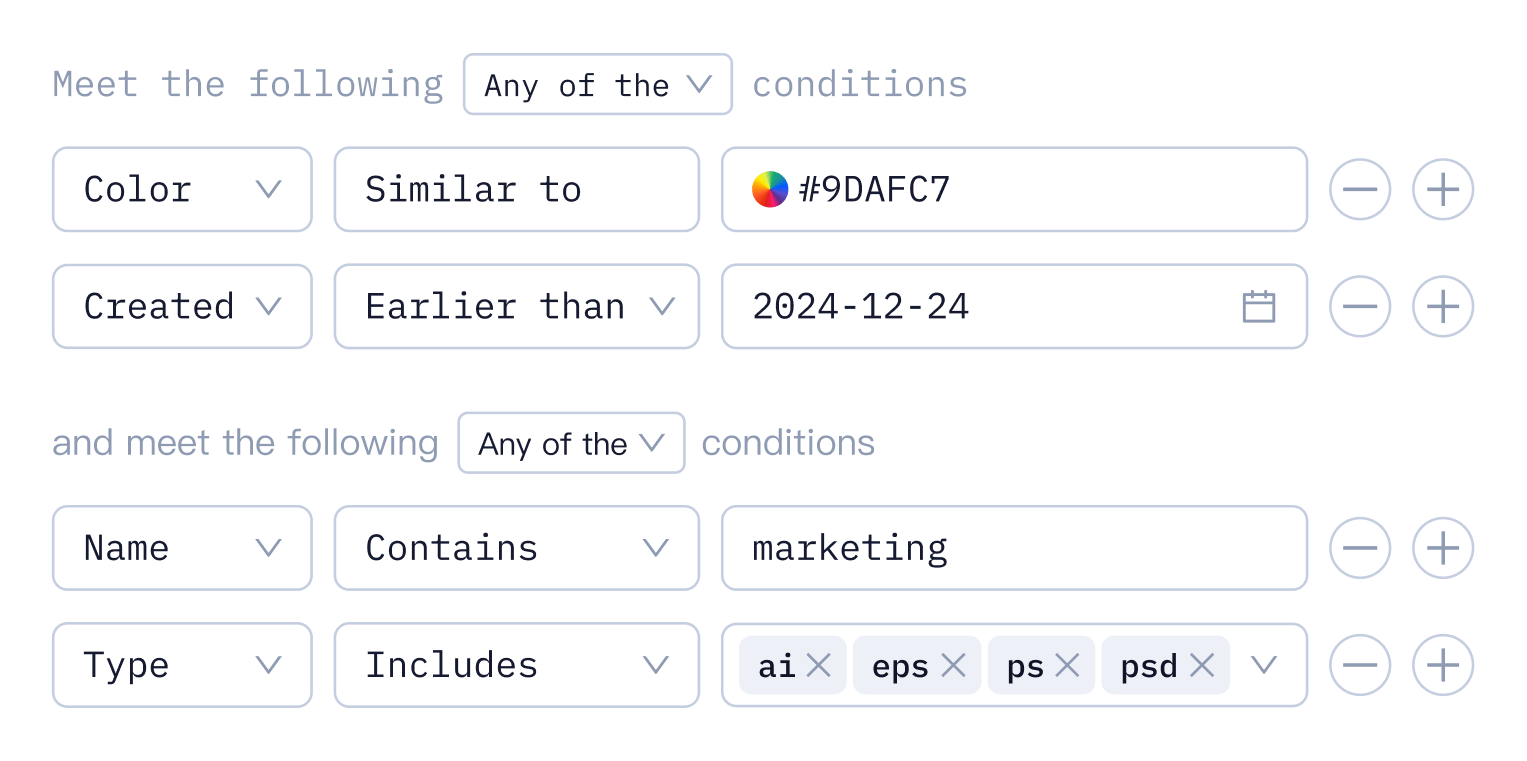 Meet the following Any of the conditions
Color Similar to #9DAFC7
Created Earlier than 2024-12-24
and meet the following Any of the conditions
Name Contains marketing
Type Includes ai eps ps psd